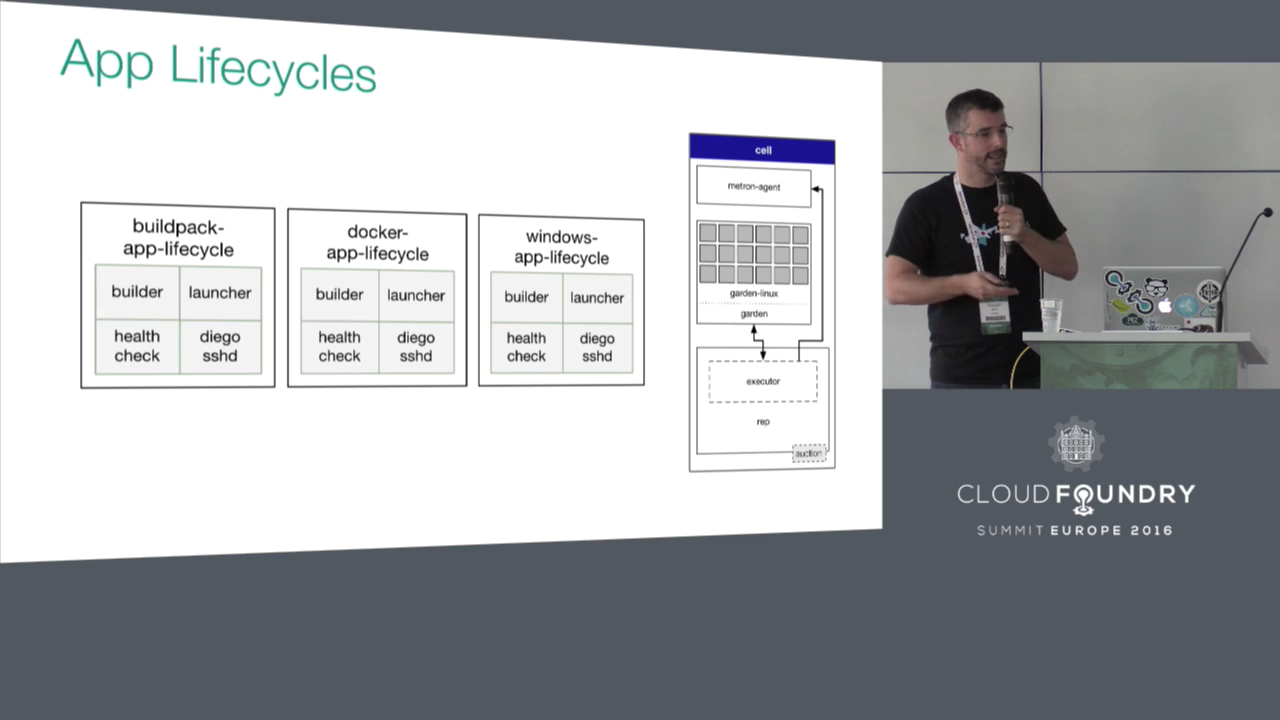 App Lifecycles
buildpack-
app-lifecycle
builder
launcher
health
check
diego
sshd
docker-
app-lifecycle
builder
launcher
health
check
diego
sshd
windows-
app-lifecycle
builder
launcher
health
check
diego
sshd
cell
metron-agent
garden-linux
garden
executor
rep
auction
CLOUD FOUNDRY
SUMMIT EUROPE 2016